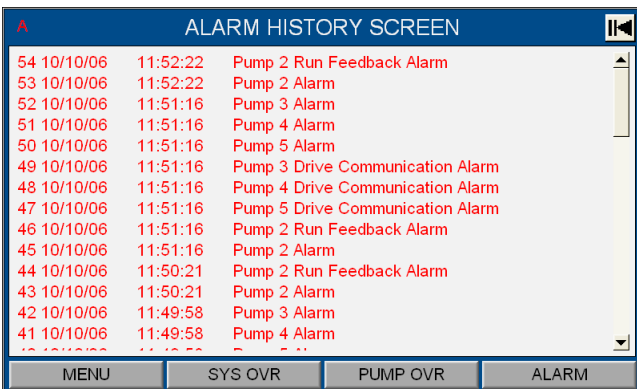 A
ALARM HISTORY SCREEN
54 10/10/06 11:52:22 Pump 2 Run Feedback Alarm
53 10/10/06 11:52:22 Pump 2 Alarm
52 10/10/06 11:51:16 Pump 3 Alarm
51 10/10/06 11:51:16 Pump 4 Alarm
50 10/10/06 11:51:16 Pump 5 Alarm
49 10/10/06 11:51:16 Pump 3 Drive Communication Alarm
48 10/10/06 11:51:16 Pump 4 Drive Communication Alarm
47 10/10/06 11:51:16 Pump 5 Drive Communication Alarm
46 10/10/06 11:51:16 Pump 2 Run Feedback Alarm
45 10/10/06 11:51:16 Pump 2 Alarm
44 10/10/06 11:50:21 Pump 2 Run Feedback Alarm
43 10/10/06 11:50:21 Pump 2 Alarm
42 10/10/06 11:49:58 Pump 3 Alarm
41 10/10/06 11:49:58 Pump 4 Alarm
MENU
SYS OVR
PUMP OVR
ALARM